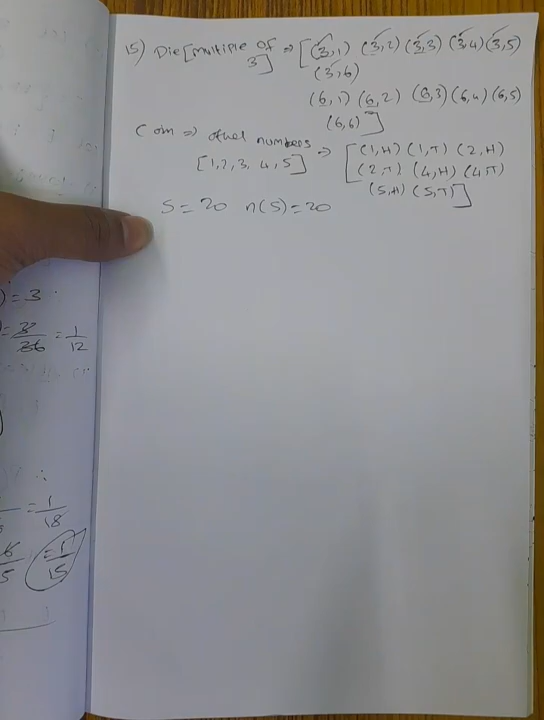 15) Die [multiple of 3] ⇒ [(3,1) (3,2) (3,3) (3,4) (3,5)
(3,6)
(6,1) (6,2) (6,3) (6,4) (6,5)
(6,6)]
Coin ⇒ other numbers
[1,2,3, 4,5] ⇒ [(1,H) (1,T) (2,H)
(2,T) (4,H) (4,T)
(5,H) (5,T)]
S = 20 n(S) = 20
) = 3
= 3/36 = 1/12
= 1/18
6/5 = 1/15